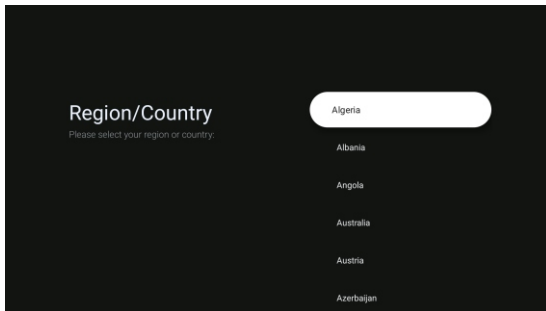 Region/Country
Please select your region or country:
Algeria
Albania
Angola
Australia
Austria
Azerbaijan